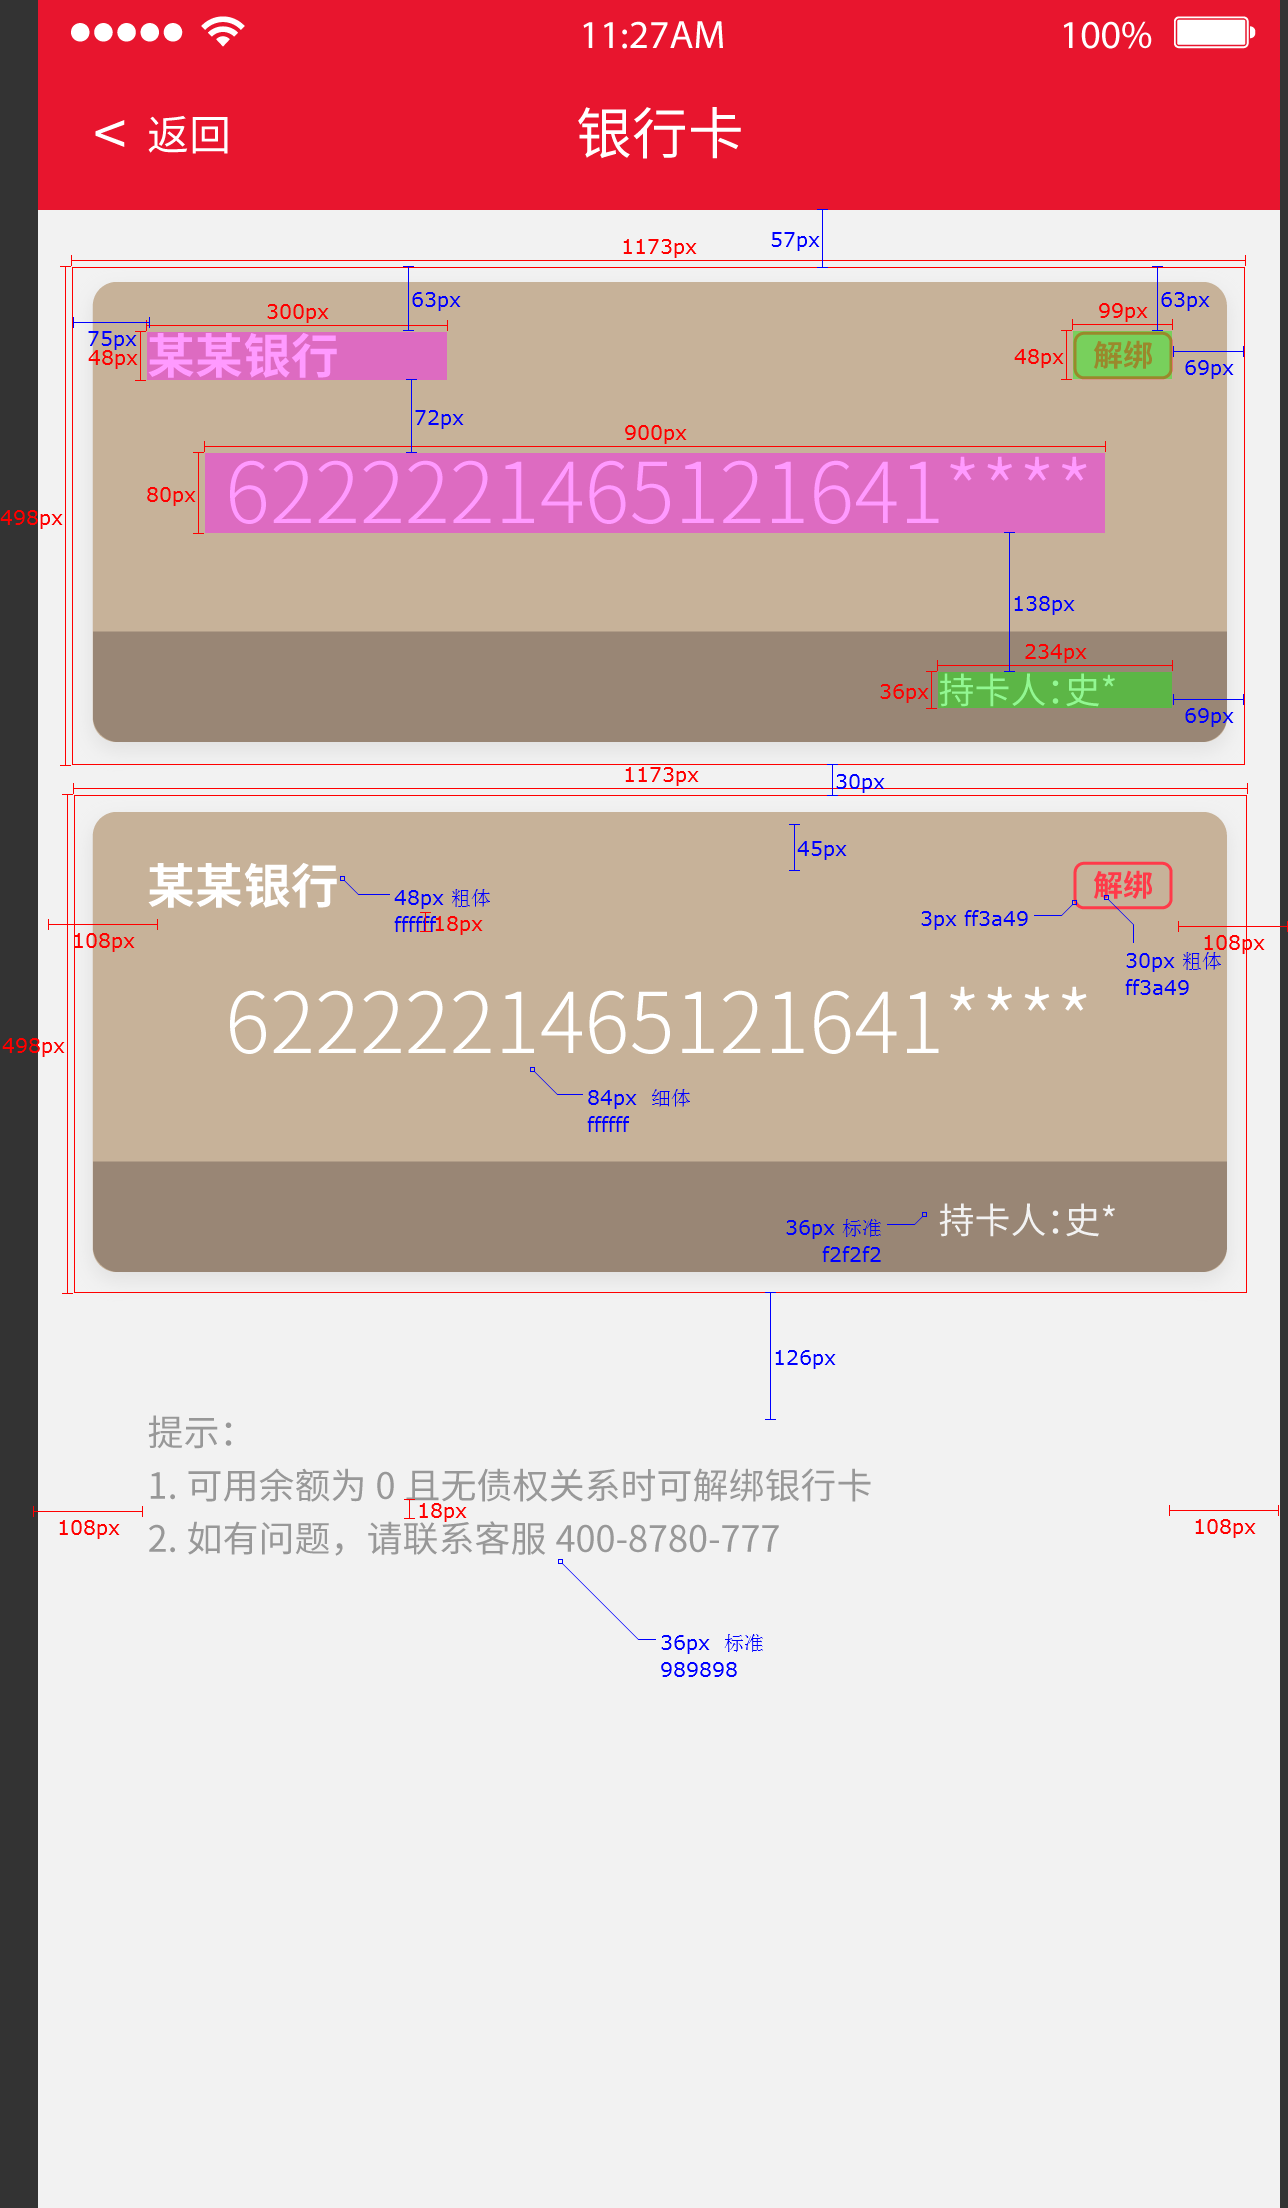 11:27AM 100%
< 返回 银行卡
57px
1173px
63px 63px
300px 99px
75px
48px 某某银行 48px 解绑 69px
72px
900px
80px 6222221465121641****
498px
138px
234px
36px 持卡人:史*
69px
1173px 30px
45px
某某银行 解绑
48px 粗体
ffffff 18px
3px ff3a49
108px 108px
30px 粗体
ff3a49
6222221465121641****
498px
84px 细体
ffffff
36px 标准 持卡人:史*
f2f2f2
126px
提示：
1. 可用余额为 0 且无债权关系时可解绑银行卡
108px 18px 108px
2. 如有问题，请联系客服 400-8780-777
36px 标准
989898